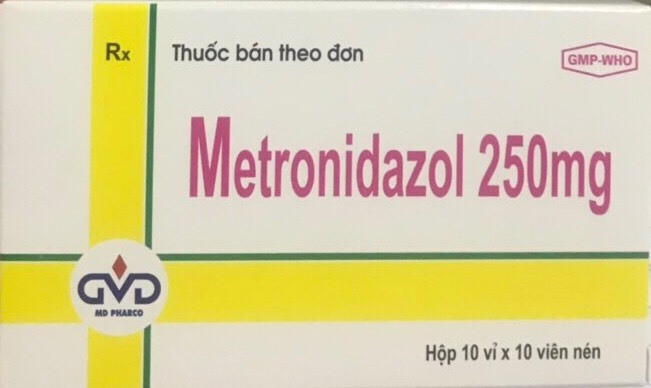 Rx Thuốc bán theo đơn
GMP-WHO
Metronidazol 250mg
GVD
MD PHARCO
Hộp 10 vỉ x 10 viên nén